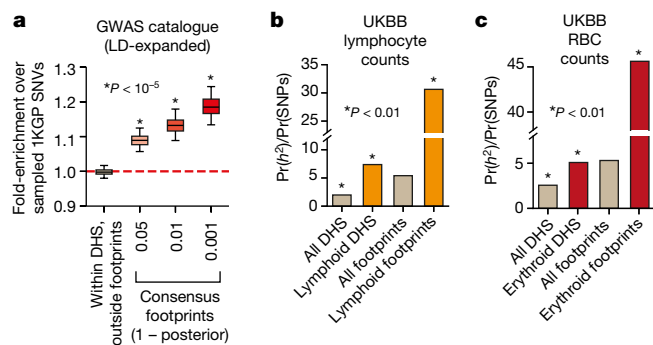 a
GWAS catalogue
(LD-expanded)
Fold-enrichment over
sampled 1KGP SNVs
1.3
1.2
1.1
1.0
0.9
*P < 10–5
*
*
*
Within DHS,
outside footprints
0.05
0.01
0.001
Consensus
footprints
(1 – posterior)
b
UKBB
lymphocyte
counts
Pr(h2)/Pr(SNPs)
35
30
25
10
5
0
*P < 0.01
*
*
*
All DHS
Lymphoid DHS
All footprints
Lymphoid footprints
c
UKBB
RBC
counts
Pr(h2)/Pr(SNPs)
45
40
10
5
0
*P < 0.01
*
*
*
All DHS
Erythroid DHS
All footprints
Erythroid footprints